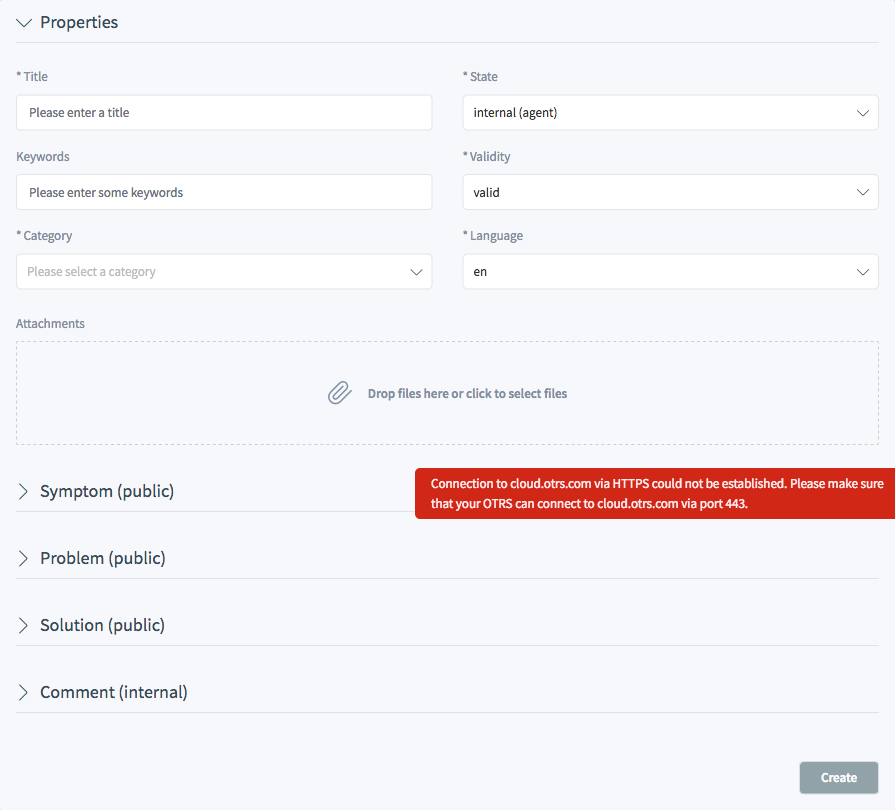 Properties
* Title
* State
Please enter a title
internal (agent)
Keywords
* Validity
Please enter some keywords
valid
* Category
* Language
Please select a category
en
Attachments
Drop files here or click to select files
Symptom (public)
Connection to cloud.otrs.com via HTTPS could not be established. Please make sure
that your OTRS can connect to cloud.otrs.com via port 443.
Problem (public)
Solution (public)
Comment (internal)
Create